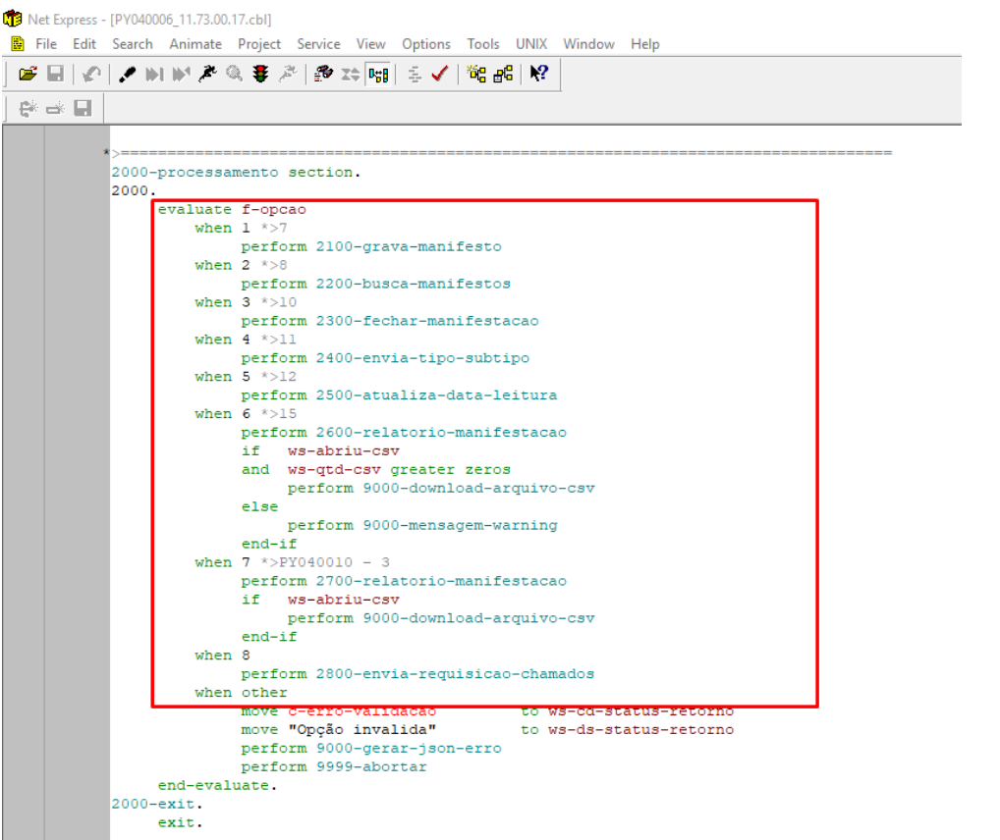 Net Express - [PY040006_11.73.00.17.cbl]
File Edit Search Animate Project Service View Options Tools UNIX Window Help
*>===================================================================================
2000-processamento section.
2000.
evaluate f-opcao
when 1 *>7
perform 2100-grava-manifesto
when 2 *>8
perform 2200-busca-manifestos
when 3 *>10
perform 2300-fechar-manifestacao
when 4 *>11
perform 2400-envia-tipo-subtipo
when 5 *>12
perform 2500-atualiza-data-leitura
when 6 *>15
perform 2600-relatorio-manifestacao
if ws-abriu-csv
and ws-qtd-csv greater zeros
perform 9000-download-arquivo-csv
else
perform 9000-mensagem-warning
end-if
when 7 *>PY040010 - 3
perform 2700-relatorio-manifestacao
if ws-abriu-csv
perform 9000-download-arquivo-csv
end-if
when 8
perform 2800-envia-requisicao-chamados
when other
move c-erro-validacao to ws-cd-status-retorno
move "Opção invalida" to ws-ds-status-retorno
perform 9000-gerar-json-erro
perform 9999-abortar
end-evaluate.
2000-exit.
exit.